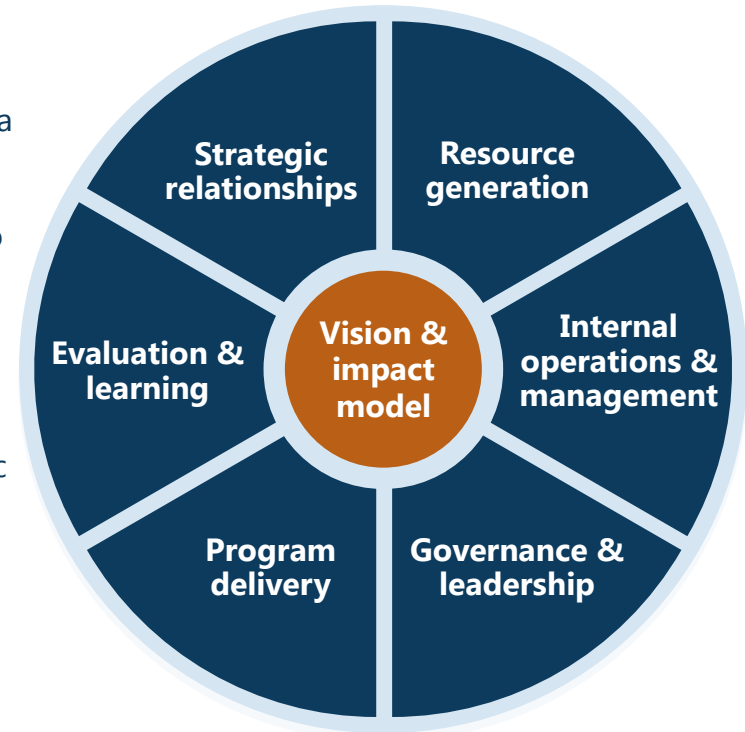 a
Strategic
relationships
Resource
generation
Evaluation &
learning
Vision &
impact
model
Internal
operations &
management
c
Program
delivery
Governance &
leadership